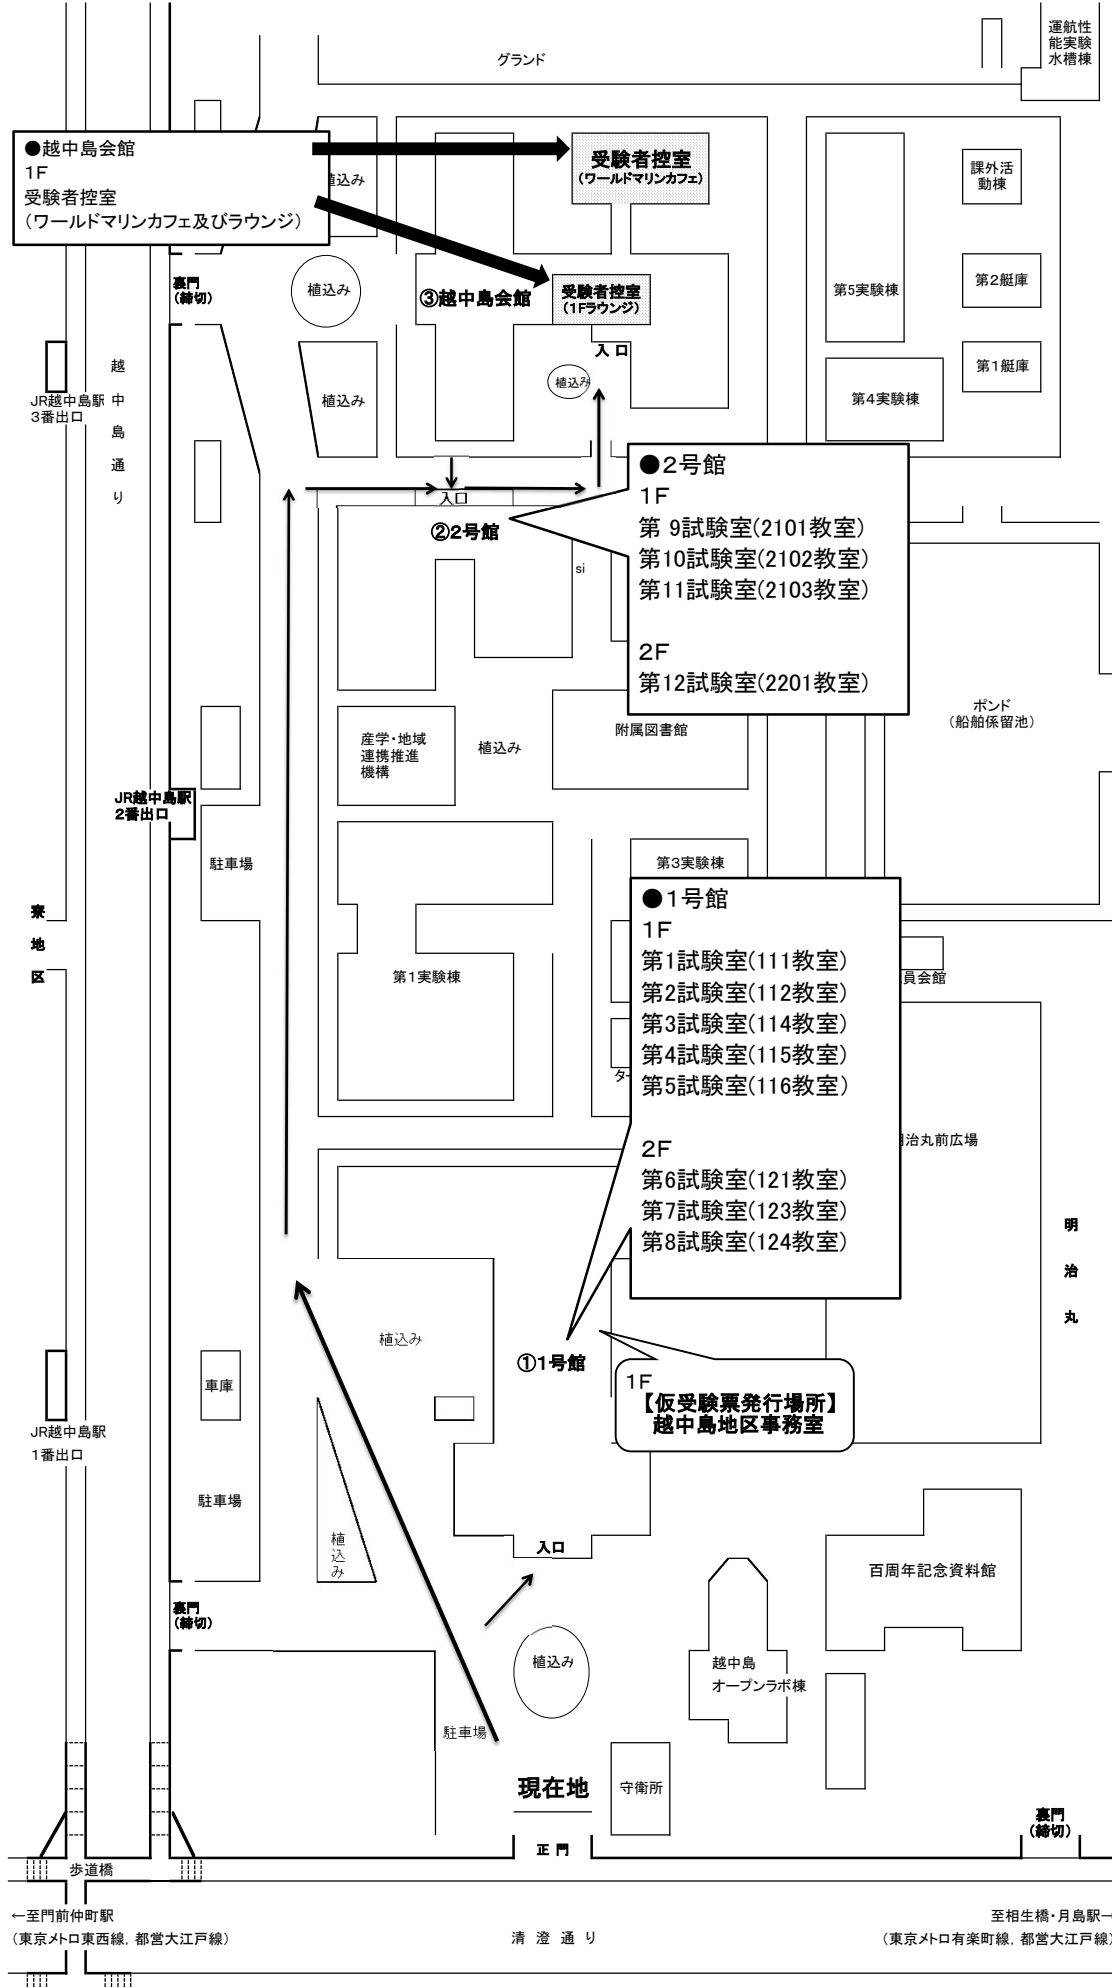 グランド
運航性
能実験
水槽棟
●越中島会館
1F
受験者控室
(ワールドマリンカフェ及びラウンジ)
植込み
受験者控室
(ワールドマリンカフェ)
課外活
動棟
裏門
(締切)
植込み
③越中島会館
受験者控室
(1Fラウンジ)
入口
第5実験棟
第2艇庫
第1艇庫
第4実験棟
越中島通り
JR越中島駅
3番出口
植込み
植込み
入口
②2号館
si
●2号館
1F
第 9試験室(2101教室)
第10試験室(2102教室)
第11試験室(2103教室)
2F
第12試験室(2201教室)
産学・地域
連携推進
機構
植込み
附属図書館
ポンド
(船舶係留池)
JR越中島駅
2番出口
駐車場
第3実験棟
寮地区
第1実験棟
●1号館
1F
第1試験室(111教室)
第2試験室(112教室)
第3試験室(114教室)
第4試験室(115教室)
第5試験室(116教室)
2F
第6試験室(121教室)
第7試験室(123教室)
第8試験室(124教室)
員会館
タ
治丸前広場
明治丸
植込み
①1号館
1F
【仮受験票発行場所】
越中島地区事務室
車庫
JR越中島駅
1番出口
駐車場
植込み
入口
百周年記念資料館
裏門
(締切)
植込み
越中島
オープンラボ棟
駐車場
現在地
守衛所
正門
裏門
(締切)
歩道橋
←至門前仲町駅
(東京メトロ東西線, 都営大江戸線)
清澄通り
至相生橋・月島駅→
(東京メトロ有楽町線, 都営大江戸線)